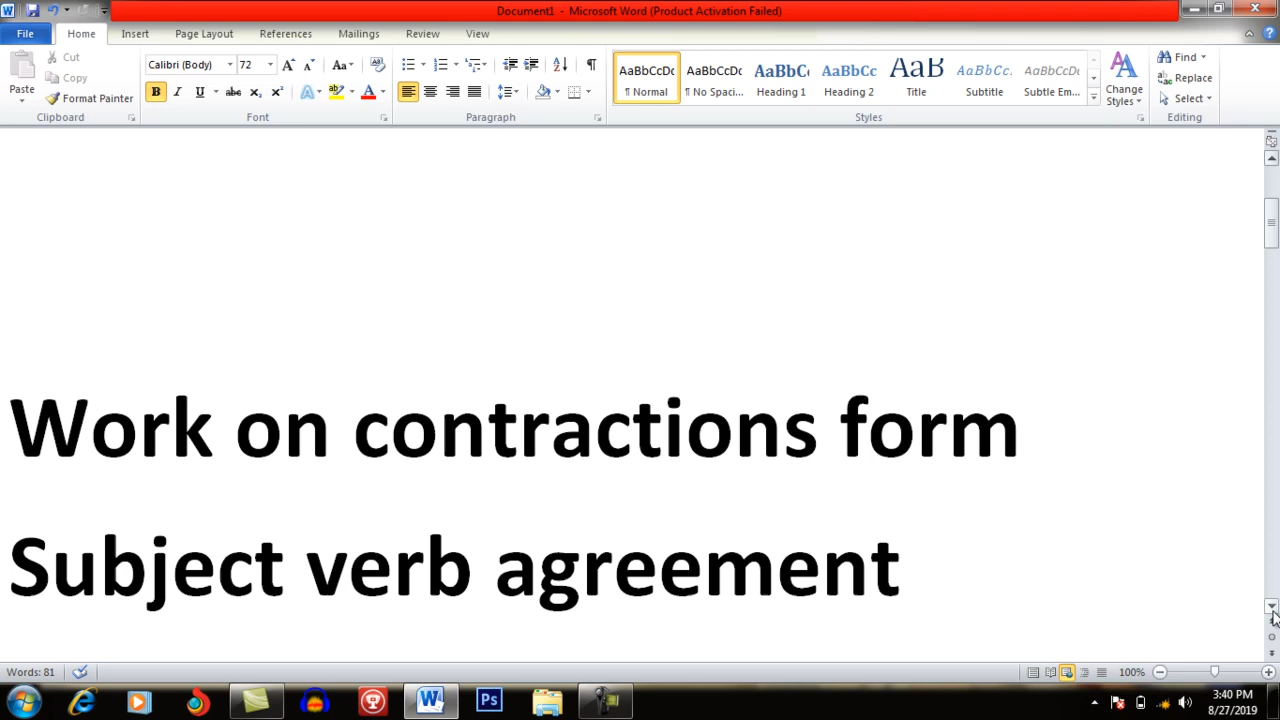 Document1 - Microsoft Word (Product Activation Failed)
File Home Insert Page Layout References Mailings Review View
Paste
Cut
Copy
Format Painter
Clipboard
Calibri (Body) 72
Font
Paragraph
AaBbCcDc AaBbCcDc AaBbC AaBbCc AaB AaBbCc. AaBbCcDc
¶ Normal ¶ No Spaci... Heading 1 Heading 2 Title Subtitle Subtle Em...
Styles
Change Styles
Find
Replace
Select
Editing
Work on contractions form
Subject verb agreement
Words: 81
100%
3:40 PM
8/27/2019